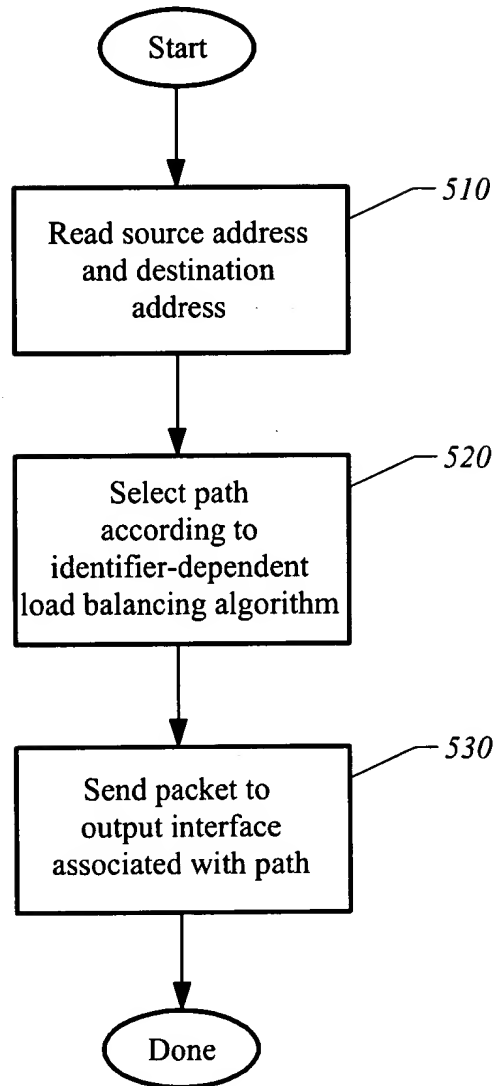 Start
510
Read source address
and destination
address
520
Select path
according to
identifier-dependent
load balancing algorithm
530
Send packet to
output interface
associated with path
Done